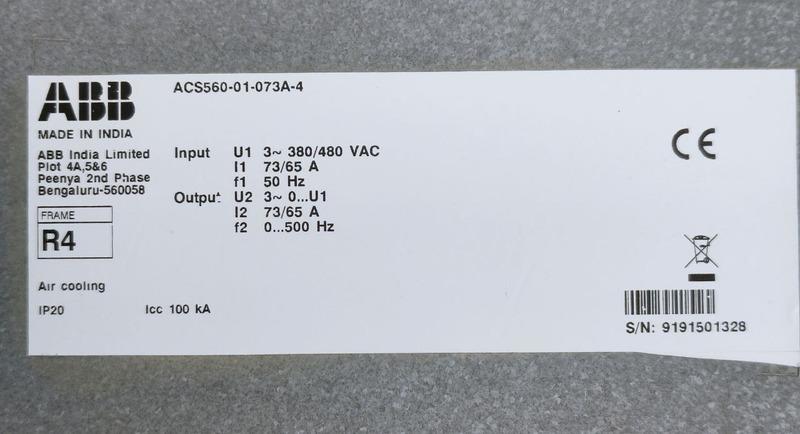 ABB
ACS560-01-073A-4
MADE IN INDIA
ABB India Limited
Plot 4A,5&6
Peenya 2nd Phase
Bengaluru-560058
Input U1 3~ 380/480 VAC
I1 73/65 A
f1 50 Hz
Output U2 3~ 0...U1
I2 73/65 A
f2 0...500 Hz
CE
FRAME
R4
Air cooling
IP20
Icc 100 kA
S/N: 9191501328